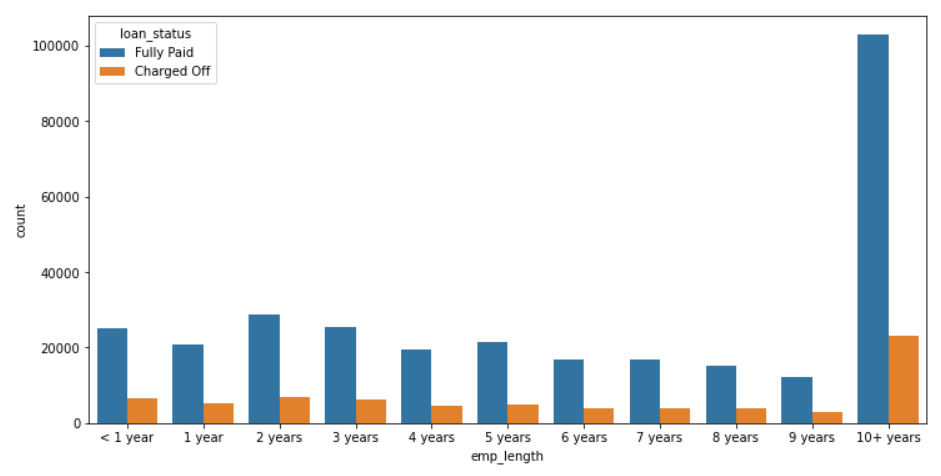 loan_status
Fully Paid
Charged Off
count
100000
80000
60000
40000
20000
0
< 1 year 1 year 2 years 3 years 4 years 5 years 6 years 7 years 8 years 9 years 10+ years
emp_length